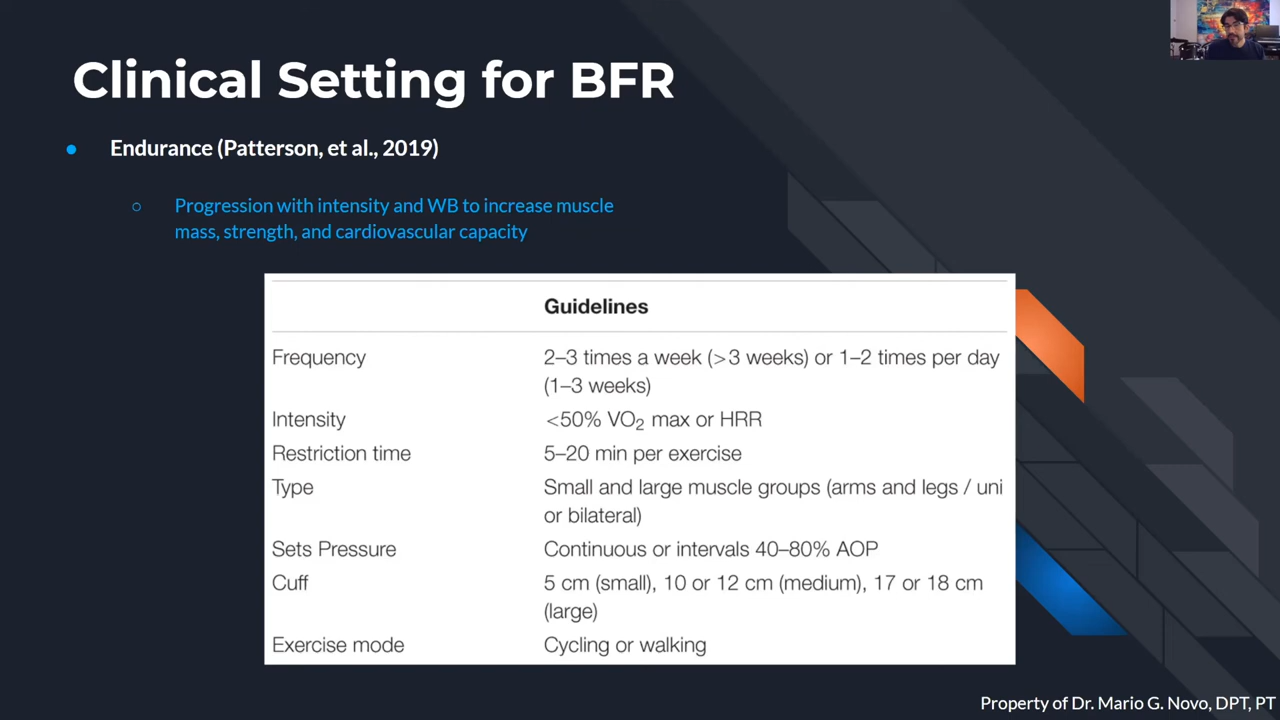 Clinical Setting for BFR
● Endurance (Patterson, et al., 2019)
○ Progression with intensity and WB to increase muscle
mass, strength, and cardiovascular capacity
Guidelines
Frequency 2–3 times a week (>3 weeks) or 1–2 times per day
(1–3 weeks)
Intensity <50% VO₂ max or HRR
Restriction time 5–20 min per exercise
Type Small and large muscle groups (arms and legs / uni
or bilateral)
Sets Pressure Continuous or intervals 40–80% AOP
Cuff 5 cm (small), 10 or 12 cm (medium), 17 or 18 cm
(large)
Exercise mode Cycling or walking
Property of Dr. Mario G. Novo, DPT, PT